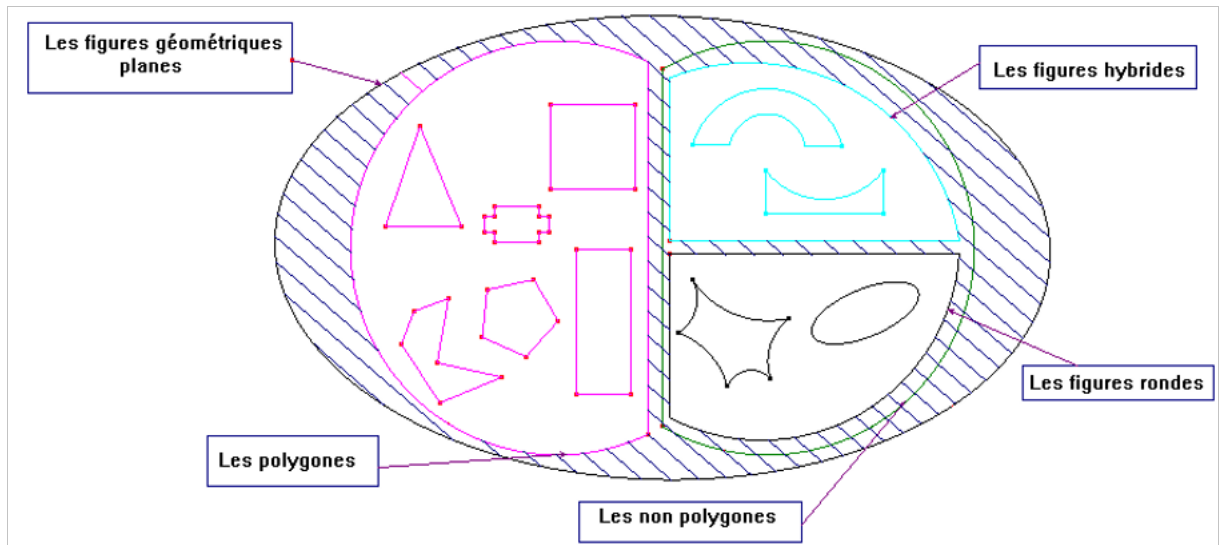 Les figures géométriques
planes
Les figures hybrides
Les figures rondes
Les polygones
Les non polygones